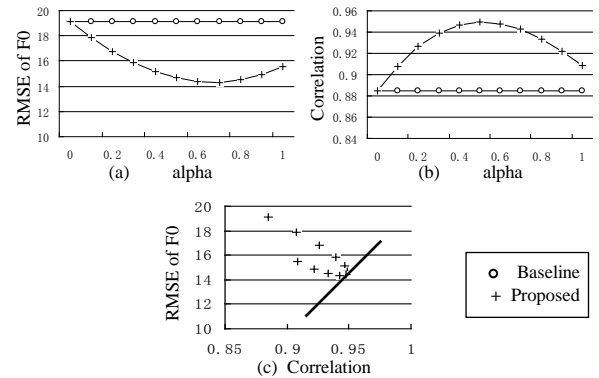 RMSE of F0
20
18
16
14
12
10
0 0.2 0.4 0.6 0.8 1
(a) alpha
Correlation
0.96
0.94
0.92
0.9
0.88
0.86
0.84
0 0.2 0.4 0.6 0.8 1
(b) alpha
RMSE of F0
20
18
16
14
12
10
0.85 0.9 0.95 1
(c) Correlation
Baseline
Proposed